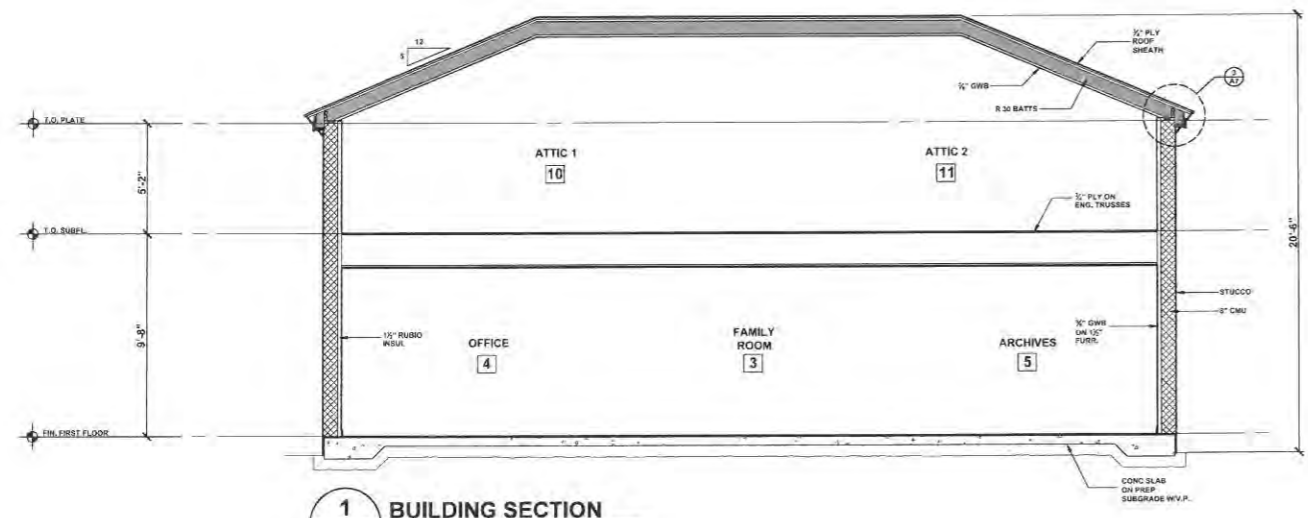 12
5
½" PLY
ROOF
SHEATH
⅝" GWB
R 30 BATTS
3
A7
T.O. PLATE
5'-2"
ATTIC 1
10
ATTIC 2
11
¾" PLY ON
ENG. TRUSSES
T.O. SUBFL.
20'-6"
9'-8"
1½" RUBIO
INSUL
OFFICE
4
FAMILY
ROOM
3
ARCHIVES
5
GWB
ON 1½"
FURR.
STUCCO
8" CMU
FIN. FIRST FLOOR
CONC SLAB
ON PREP
SUBGRADE W/V.P.
1
BUILDING SECTION